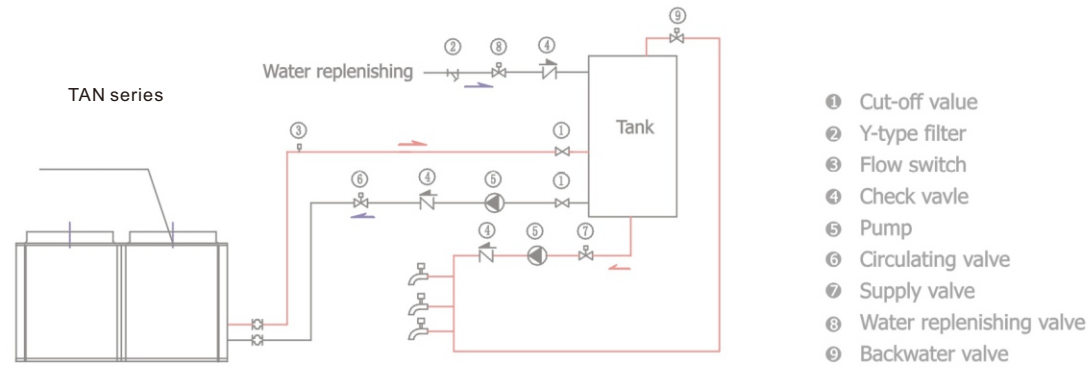 ⑨
② ⑧ ④
Water replenishing
TAN series
Tank
③ ①
⑥ ④ ⑤ ①
④ ⑤ ⑦
❶ Cut-off value
❷ Y-type filter
❸ Flow switch
❹ Check vavle
❺ Pump
❻ Circulating valve
❼ Supply valve
❽ Water replenishing valve
❾ Backwater valve